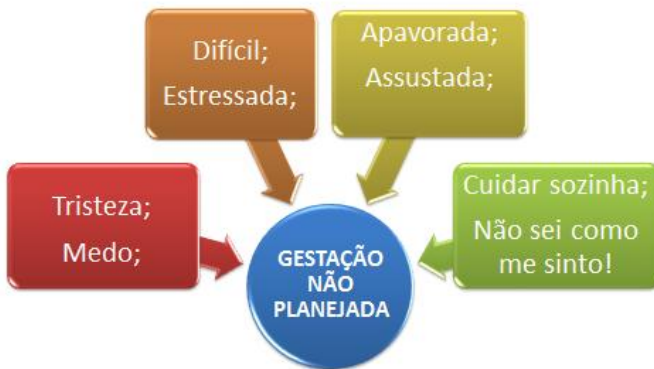 Difícil;
Estressada;
Apavorada;
Assustada;
Tristeza;
Medo;
Cuidar sozinha;
Não sei como
me sinto!
GESTAÇÃO
NÃO
PLANEJADA